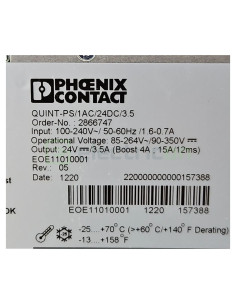 PHŒNIX
CONTACT
QUINT-PS/1AC/24DC/3.5
Order-No.: 2866747
Input: 100-240V~/ 50-60Hz /1.6-0.7A
Operational Voltage: 85-264V~/90-350V
Output: 24V⎓/3.5A (Boost 4A ; 15A/12ms)
EOE11010001
Rev.: 05
Date: 1220 220000000000157388
EOE11010001 1220 157388
-25....+70°C (>+60°C/+140°F Derating)
-13....+158°F